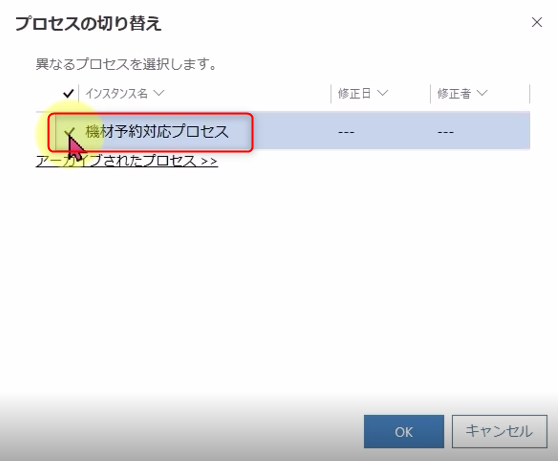 プロセスの切り替え
異なるプロセスを選択します。
インスタンス名 修正日 修正者
機材予約対応プロセス --- ---
アーカイブされたプロセス >>
OK キャンセル